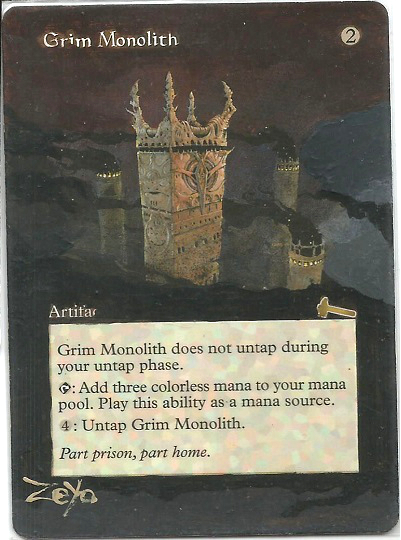 Grim Monolith 2
Artifa
Grim Monolith does not untap during
your untap phase.
: Add three colorless mana to your mana
pool. Play this ability as a mana source.
4 : Untap Grim Monolith.
Part prison, part home.
Zeyo